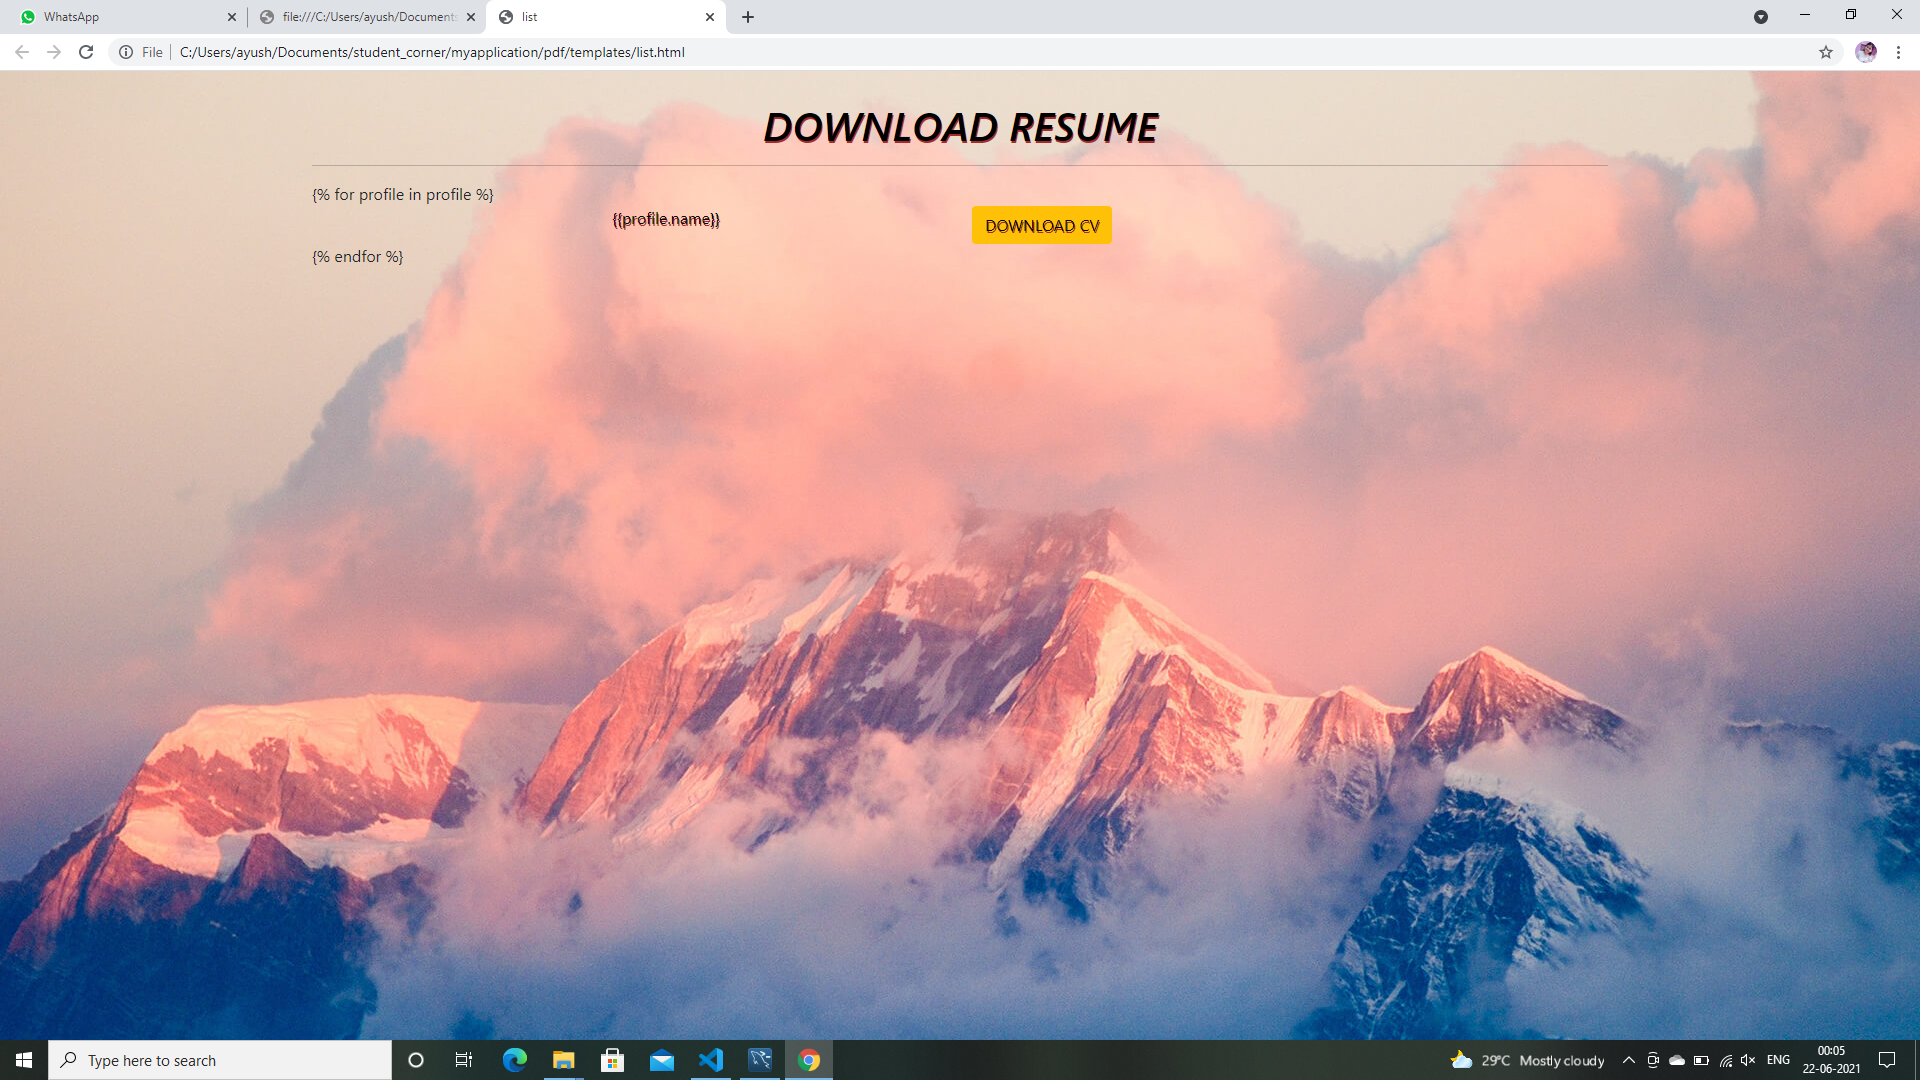 WhatsApp
file:///C:/Users/ayush/Documents
list
File
C:/Users/ayush/Documents/student_corner/myapplication/pdf/templates/list.html
DOWNLOAD RESUME
{% for profile in profile %}
{{profile.name}}
DOWNLOAD CV
{% endfor %}
Type here to search
29°C Mostly cloudy
ENG
00:05
22-06-2021